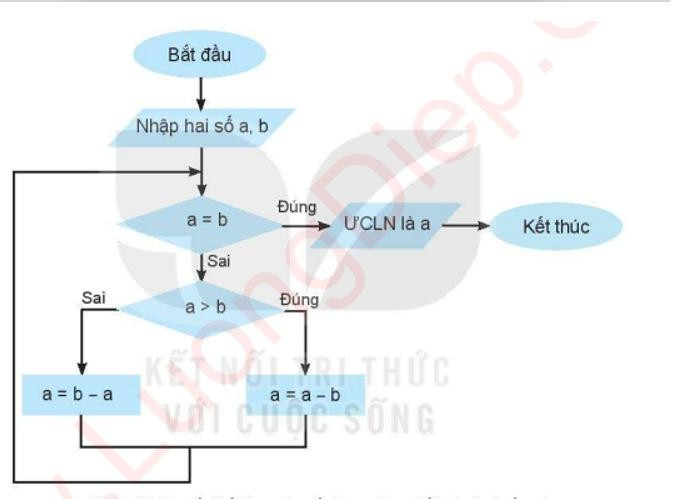 Bắt đầu
Nhập hai số a, b
a = b
Đúng
ƯCLN là a
Kết thúc
Sai
a > b
Sai
Đúng
a = b – a
a = a – b
KẾT NỐI TRI THỨC
VỚI CUỘC SỐNG
LuongDiep.c